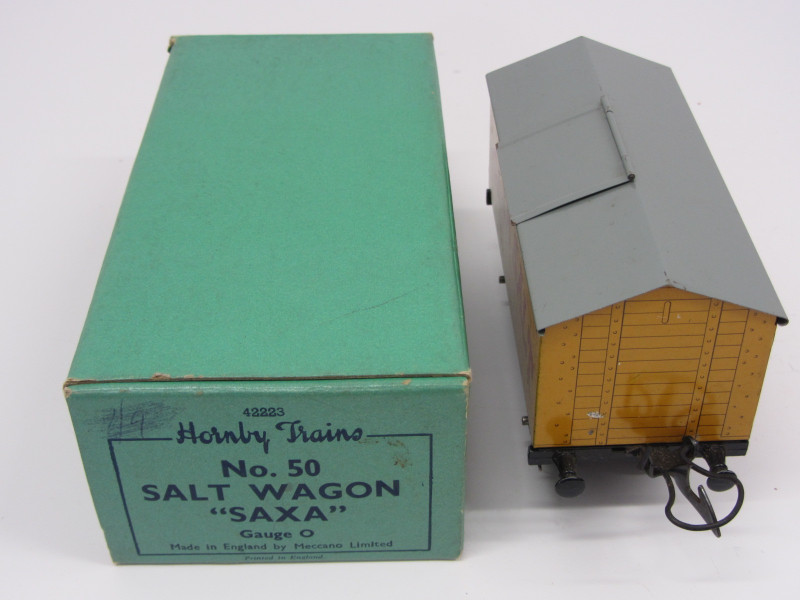 42223
Hornby Trains
No. 50
SALT WAGON
"SAXA"
Gauge O
Made in England by Meccano Limited
Printed in England.